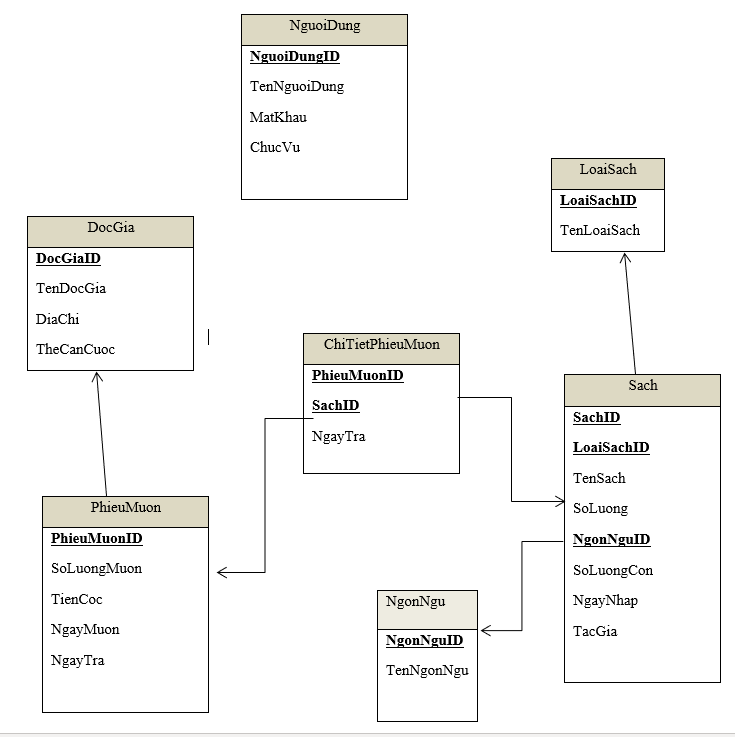 NguoiDung
NguoiDungID
TenNguoiDung
MatKhau
ChucVu
LoaiSach
LoaiSachID
TenLoaiSach
DocGia
DocGiaID
TenDocGia
DiaChi
TheCanCuoc
ChiTietPhieuMuon
PhieuMuonID
SachID
NgayTra
Sach
SachID
LoaiSachID
TenSach
SoLuong
NgonNguID
SoLuongCon
NgayNhap
TacGia
PhieuMuon
PhieuMuonID
SoLuongMuon
TienCoc
NgayMuon
NgayTra
NgonNgu
NgonNguID
TenNgonNgu